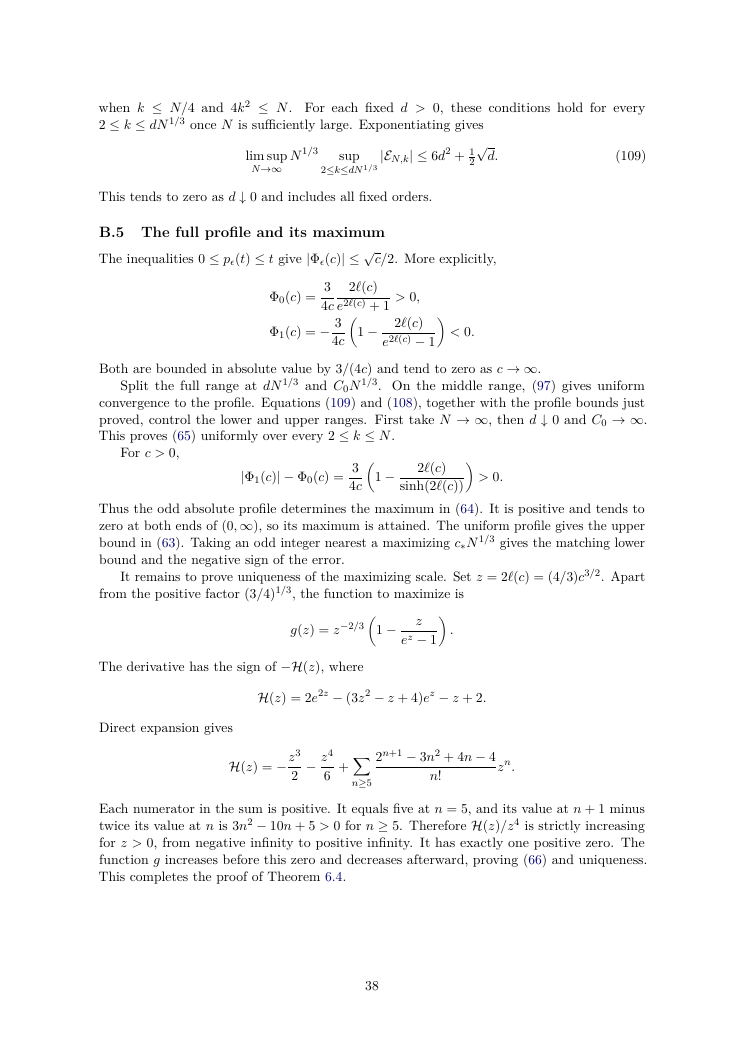 when k ≤ N/4 and 4k² ≤ N. For each fixed d > 0, these conditions hold for every
2 ≤ k ≤ dN^{1/3} once N is sufficiently large. Exponentiating gives
lim sup_{N→∞} N^{1/3} sup_{2≤k≤dN^{1/3}} |ℰ_{N,k}| ≤ 6d² + ½√d. (109)
This tends to zero as d ↓ 0 and includes all fixed orders.
B.5 The full profile and its maximum
The inequalities 0 ≤ p_ϵ(t) ≤ t give |Φ_ϵ(c)| ≤ √c/2. More explicitly,
Φ₀(c) = \frac{3}{4c} \frac{2ℓ(c)}{e^{2ℓ(c)} + 1} > 0,
Φ₁(c) = −\frac{3}{4c} (1 − \frac{2ℓ(c)}{e^{2ℓ(c)} − 1}) < 0.
Both are bounded in absolute value by 3/(4c) and tend to zero as c → ∞.
Split the full range at dN^{1/3} and C₀N^{1/3}. On the middle range, (97) gives uniform
convergence to the profile. Equations (109) and (108), together with the profile bounds just
proved, control the lower and upper ranges. First take N → ∞, then d ↓ 0 and C₀ → ∞.
This proves (65) uniformly over every 2 ≤ k ≤ N.
For c > 0,
|Φ₁(c)| − Φ₀(c) = \frac{3}{4c} (1 − \frac{2ℓ(c)}{sinh(2ℓ(c))}) > 0.
Thus the odd absolute profile determines the maximum in (64). It is positive and tends to
zero at both ends of (0, ∞), so its maximum is attained. The uniform profile gives the upper
bound in (63). Taking an odd integer nearest a maximizing c_*N^{1/3} gives the matching lower
bound and the negative sign of the error.
It remains to prove uniqueness of the maximizing scale. Set z = 2ℓ(c) = (4/3)c^{3/2}. Apart
from the positive factor (3/4)^{1/3}, the function to maximize is
g(z) = z^{−2/3} (1 − \frac{z}{e^z − 1}).
The derivative has the sign of −ℋ(z), where
ℋ(z) = 2e^{2z} − (3z² − z + 4)e^z − z + 2.
Direct expansion gives
ℋ(z) = −\frac{z³}{2} − \frac{z⁴}{6} + ∑_{n≥5} \frac{2^{n+1} − 3n² + 4n − 4}{n!} z^n.
Each numerator in the sum is positive. It equals five at n = 5, and its value at n + 1 minus
twice its value at n is 3n² − 10n + 5 > 0 for n ≥ 5. Therefore ℋ(z)/z⁴ is strictly increasing
for z > 0, from negative infinity to positive infinity. It has exactly one positive zero. The
function g increases before this zero and decreases afterward, proving (66) and uniqueness.
This completes the proof of Theorem 6.4.
38